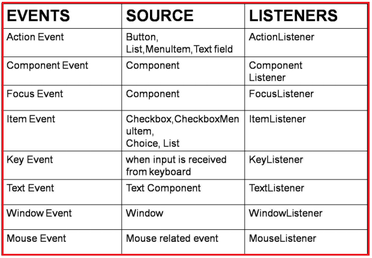 EVENTS SOURCE LISTENERS
Action Event Button, ActionListener
List,MenuItem,Text field
Component Event Component Component
Listener
Focus Event Component FocusListener
Item Event Checkbox,CheckboxMen ItemListener
uItem,
Choice, List
Key Event when input is received KeyListener
from keyboard
Text Event Text Component TextListener
Window Event Window WindowListener
Mouse Event Mouse related event MouseListener